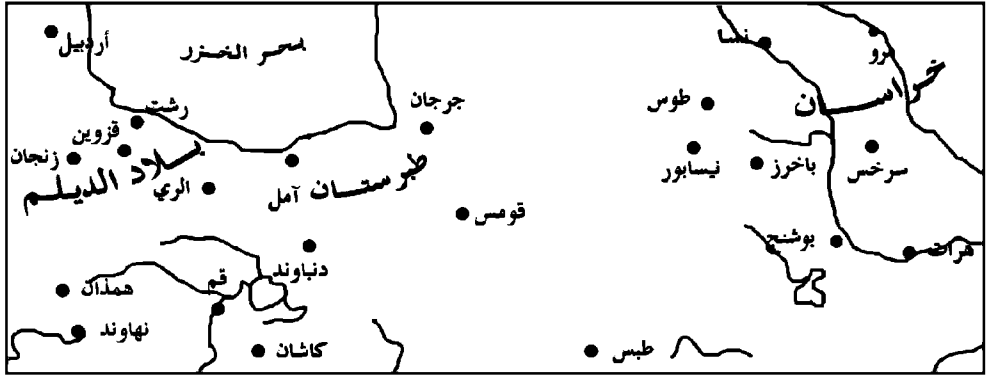 أردبيل
بحر الخزر
نسا
مرو
خراسان
رشت
جرجان
طوس
قزوين
زنجان
بلاد الديلم
الري
آمل
طبرستان
نيسابور
باخرز
سرخس
قومس
بوشنج
هرات
دنباوند
همذان
قم
نهاوند
كاشان
طبس